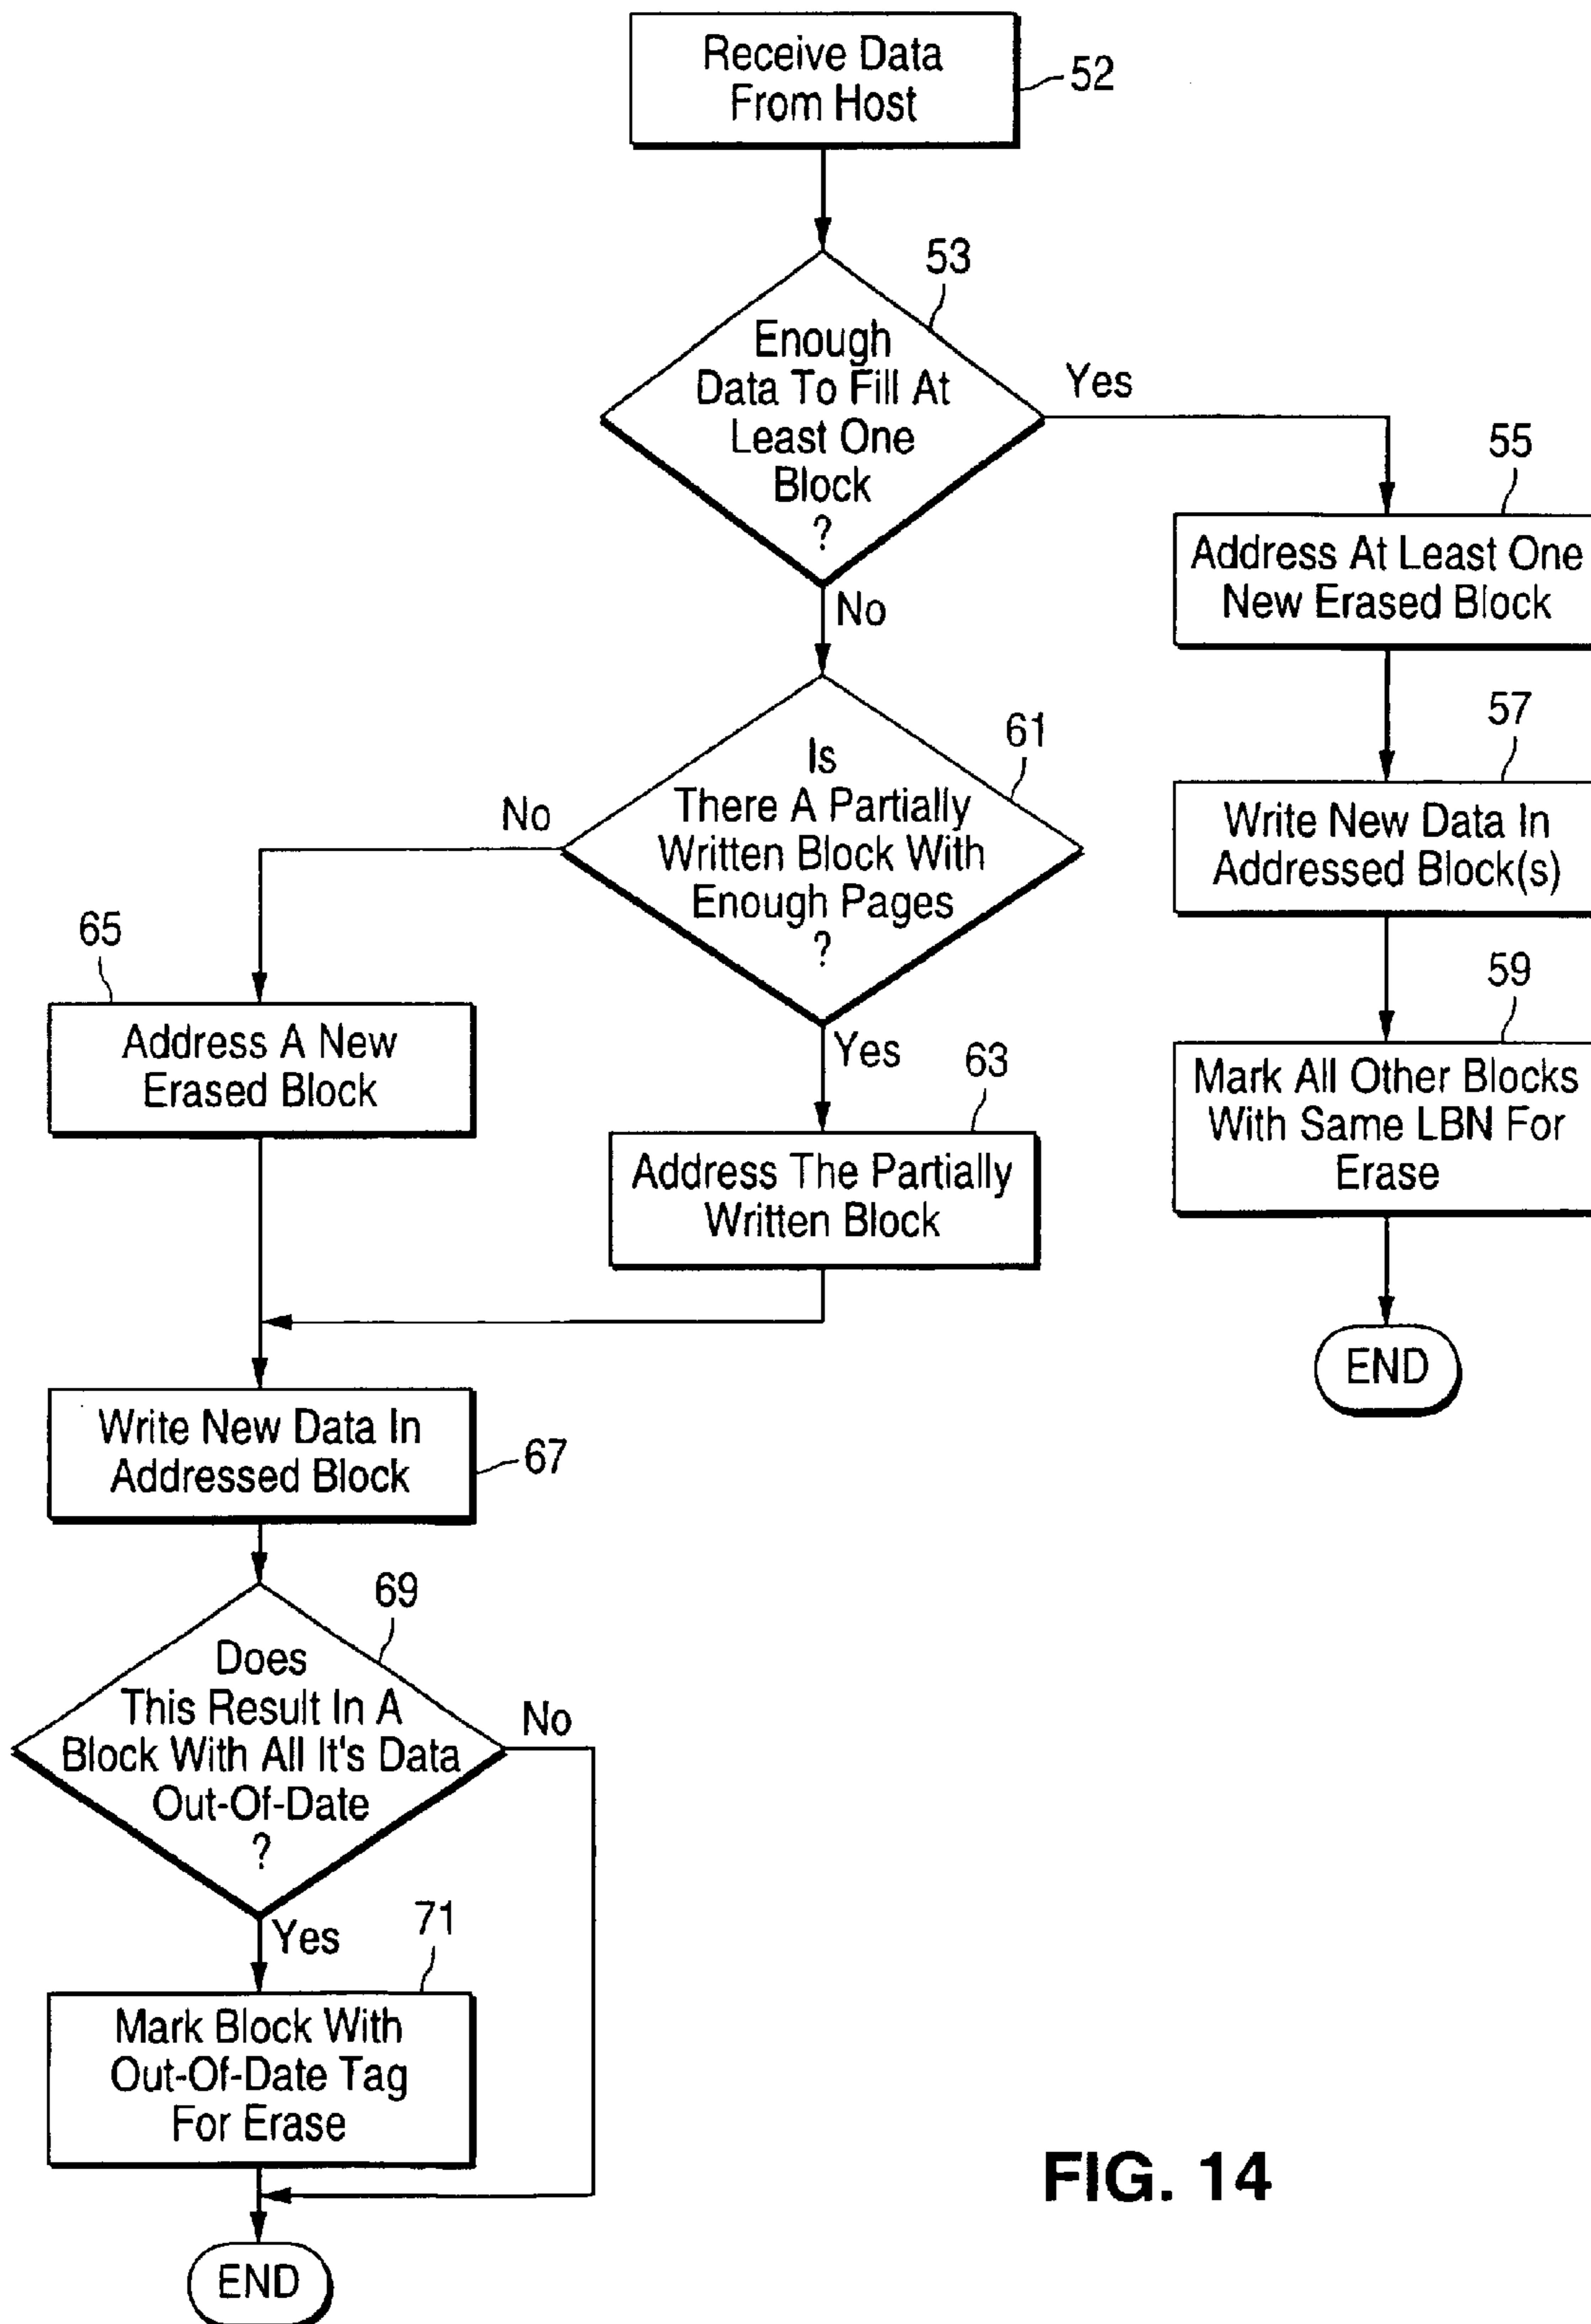 Receive Data
From Host
52
53
Enough
Data To Fill At
Least One
Block
?
Yes
No
55
Address At Least One
New Erased Block
57
Write New Data In
Addressed Block(s)
59
Mark All Other Blocks
With Same LBN For
Erase
END
61
Is
There A Partially
Written Block With
Enough Pages
?
No
Yes
65
Address A New
Erased Block
63
Address The Partially
Written Block
Write New Data In
Addressed Block
67
69
Does
This Result In A
Block With All It's Data
Out-Of-Date
?
No
Yes
71
Mark Block With
Out-Of-Date Tag
For Erase
END
FIG. 14